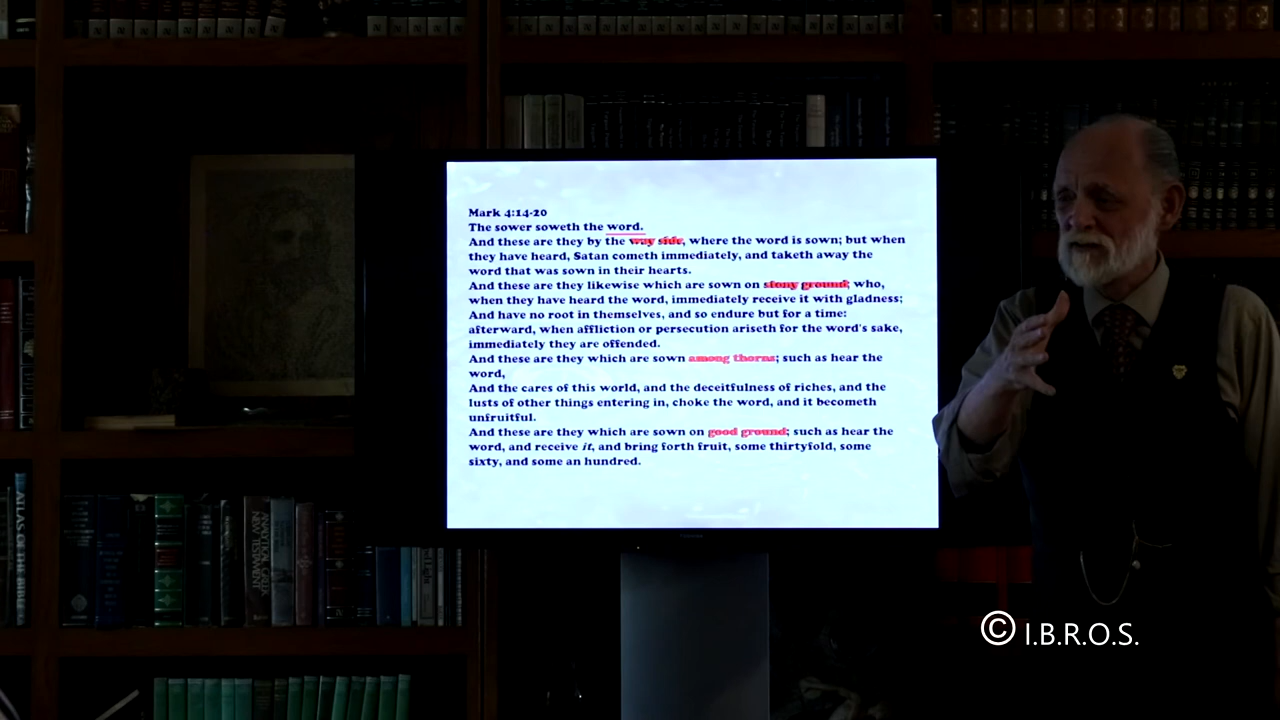 Mark 4:14-20
The sower soweth the word.
And these are they by the way side, where the word is sown; but when
they have heard, Satan cometh immediately, and taketh away the
word that was sown in their hearts.
And these are they likewise which are sown on stony ground; who,
when they have heard the word, immediately receive it with gladness;
And have no root in themselves, and so endure but for a time:
afterward, when affliction or persecution ariseth for the word's sake,
immediately they are offended.
And these are they which are sown among thorns; such as hear the
word,
And the cares of this world, and the deceitfulness of riches, and the
lusts of other things entering in, choke the word, and it becometh
unfruitful.
And these are they which are sown on good ground; such as hear the
word, and receive it, and bring forth fruit, some thirtyfold, some
sixty, and some an hundred.
ATLAS OF THE BIBLE
ANALYTICAL GREEK
NEW TESTAMENT
© I.B.R.O.S.